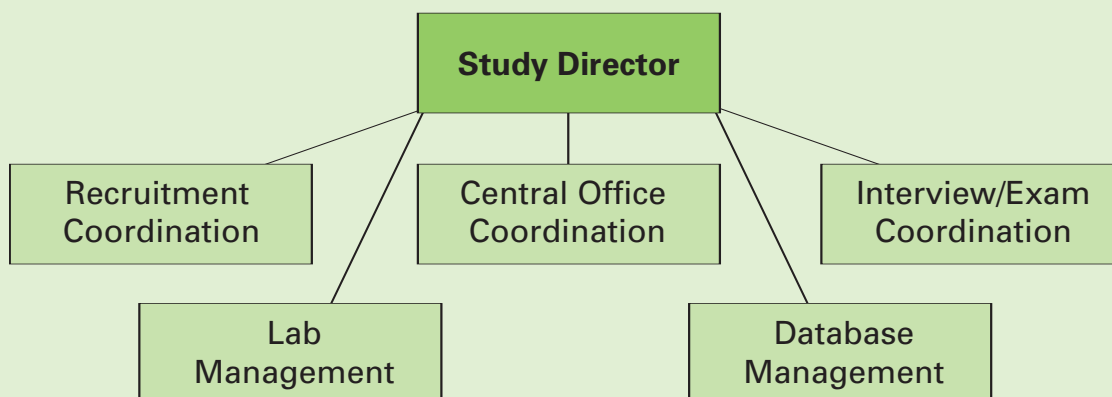 Study Director
Recruitment
Coordination
Central Office
Coordination
Interview/Exam
Coordination
Lab
Management
Database
Management